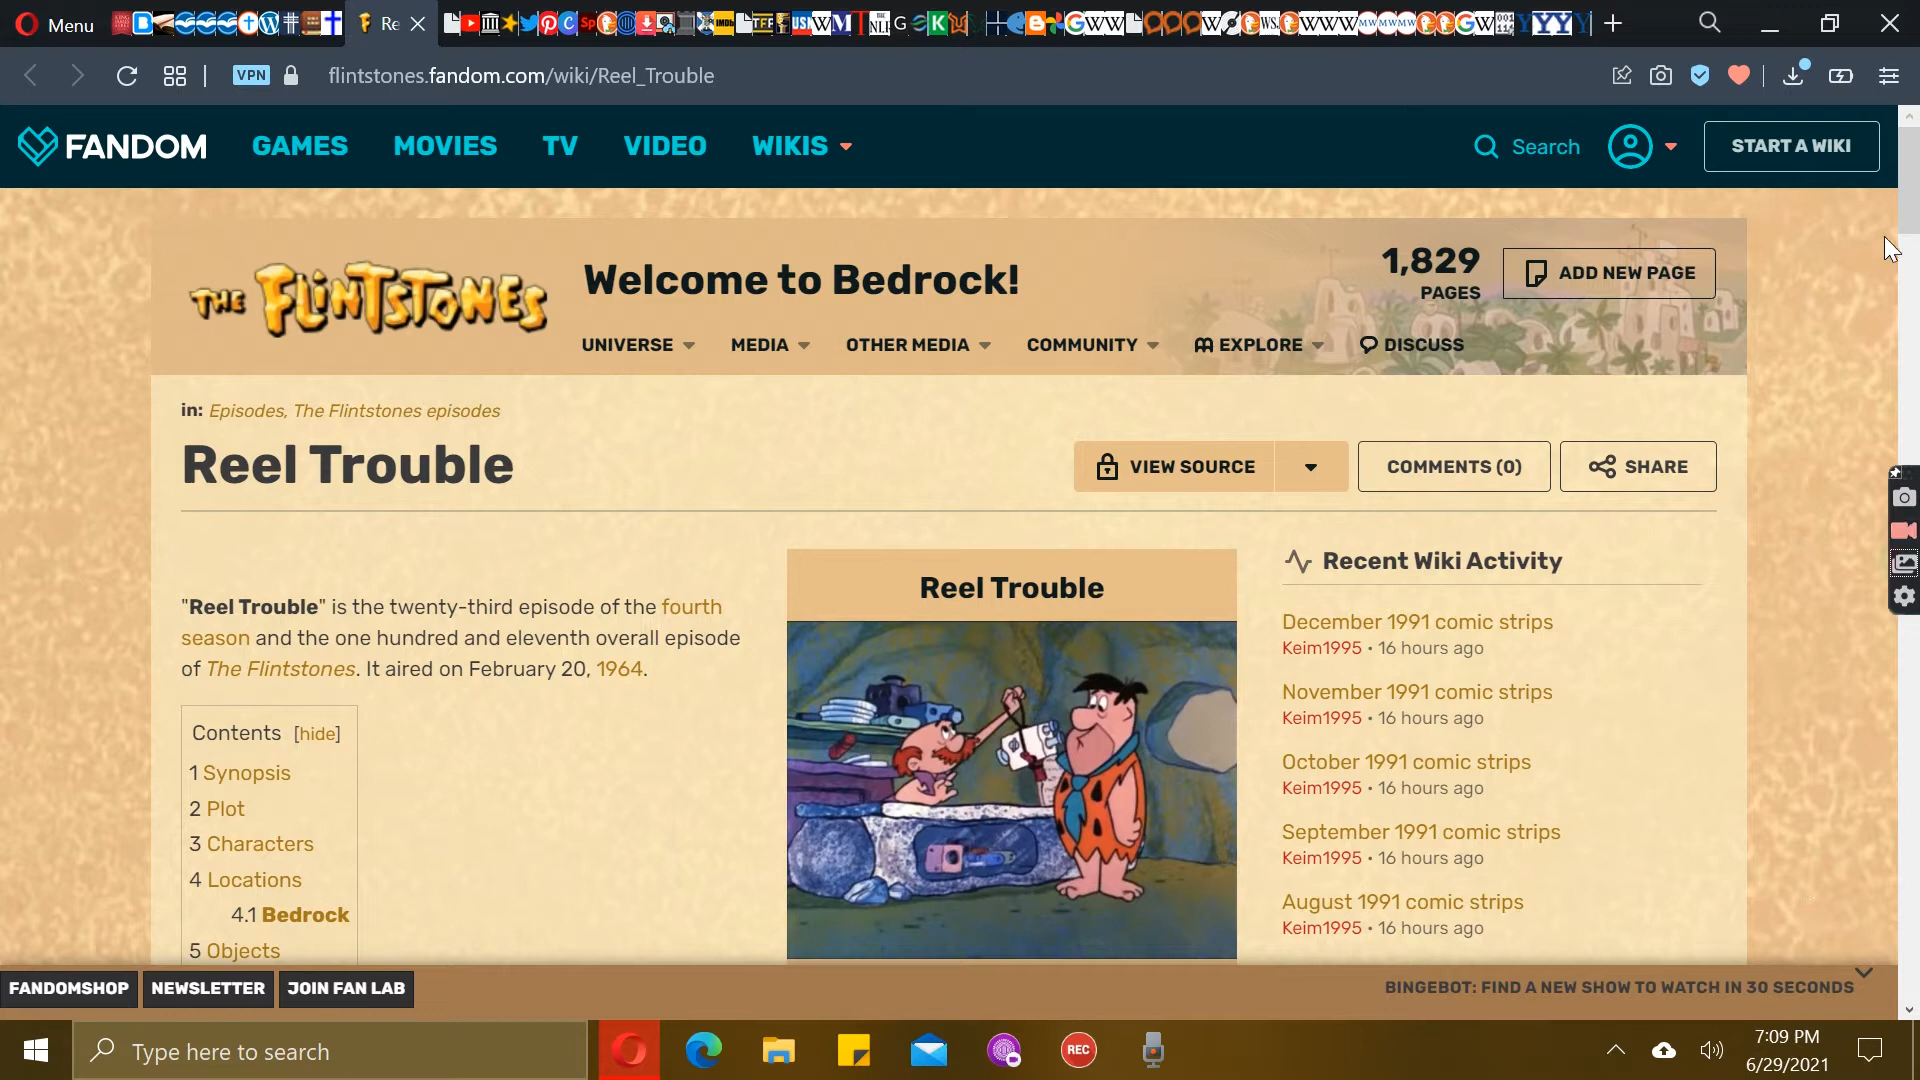 Menu
Re
VPN
flintstones.fandom.com/wiki/Reel_Trouble
FANDOM
GAMES
MOVIES
TV
VIDEO
WIKIS
Search
START A WIKI
THE FLINTSTONES
Welcome to Bedrock!
1,829
PAGES
ADD NEW PAGE
UNIVERSE
MEDIA
OTHER MEDIA
COMMUNITY
EXPLORE
DISCUSS
in: Episodes, The Flintstones episodes
Reel Trouble
VIEW SOURCE
COMMENTS (0)
SHARE
"Reel Trouble" is the twenty-third episode of the fourth
season and the one hundred and eleventh overall episode
of The Flintstones. It aired on February 20, 1964.
Contents [hide]
1 Synopsis
2 Plot
3 Characters
4 Locations
4.1 Bedrock
5 Objects
Reel Trouble
Recent Wiki Activity
December 1991 comic strips
Keim1995 • 16 hours ago
November 1991 comic strips
Keim1995 • 16 hours ago
October 1991 comic strips
Keim1995 • 16 hours ago
September 1991 comic strips
Keim1995 • 16 hours ago
August 1991 comic strips
Keim1995 • 16 hours ago
FANDOMSHOP
NEWSLETTER
JOIN FAN LAB
BINGEBOT: FIND A NEW SHOW TO WATCH IN 30 SECONDS
Type here to search
REC
7:09 PM
6/29/2021